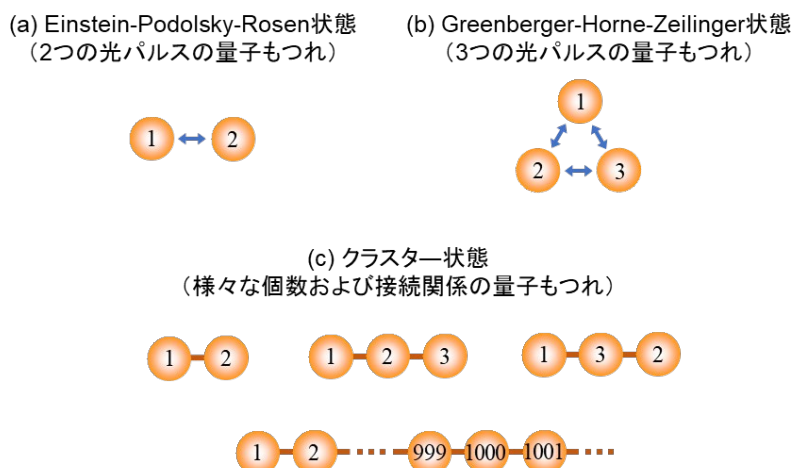 (a) Einstein-Podolsky-Rosen状態
（2つの光パルスの量子もつれ）
(b) Greenberger-Horne-Zeilinger状態
（3つの光パルスの量子もつれ）
1 2
1
2 3
(c) クラスター状態
（様々な個数および接続関係の量子もつれ）
1 2
1 2 3
1 3 2
1 2 999 1000 1001